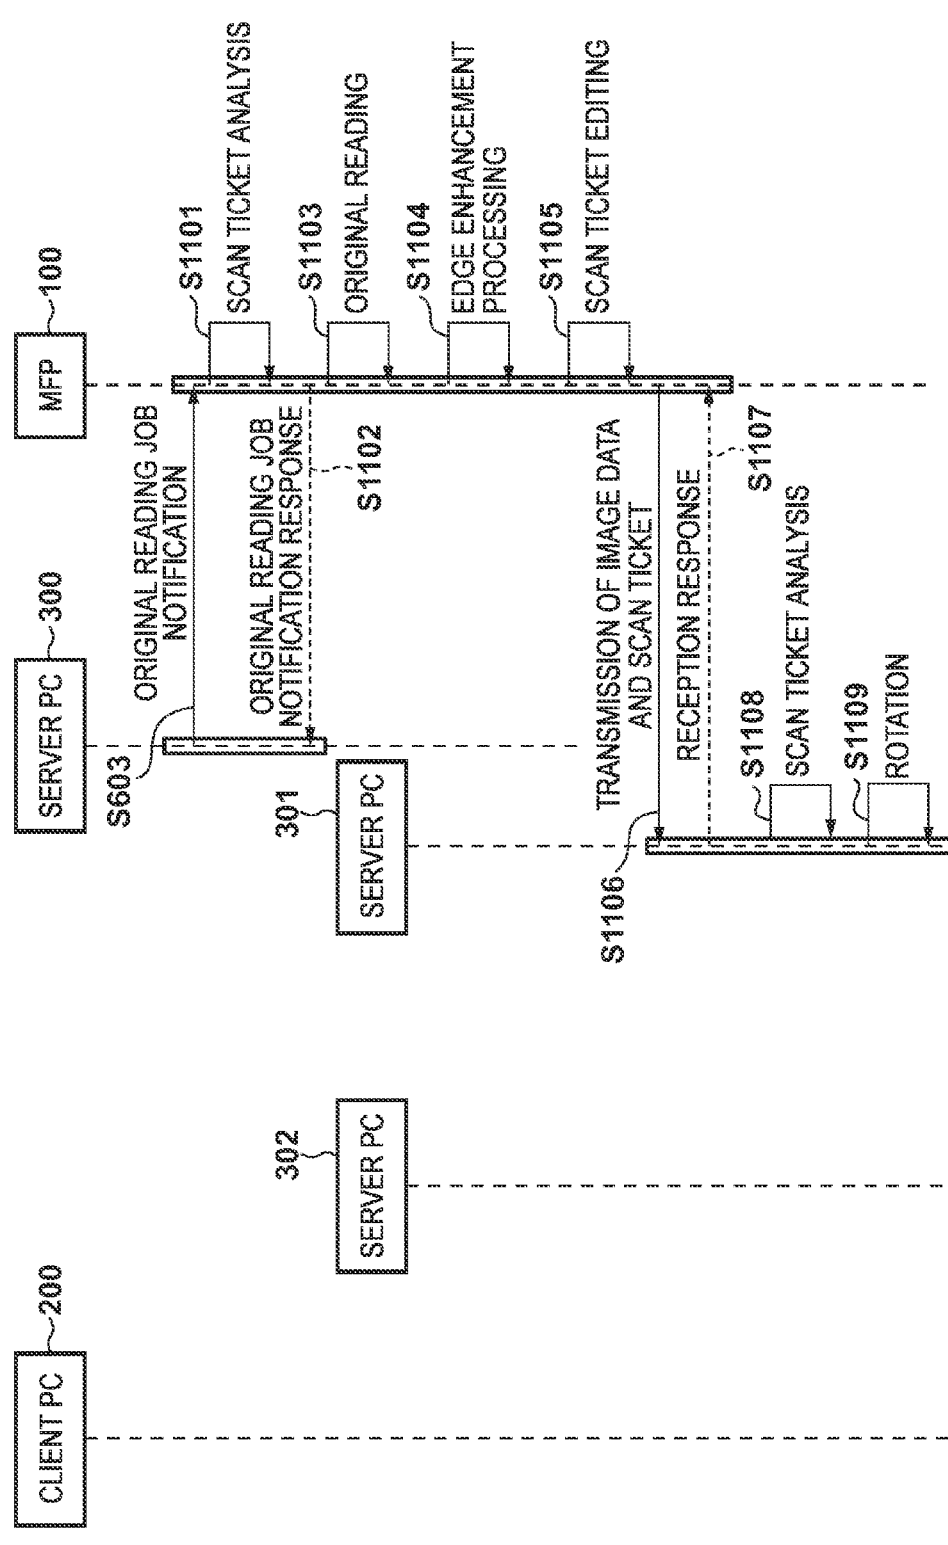 CLIENT PC
200
SERVER PC
302
SERVER PC
301
SERVER PC
300
MFP
100
S603
ORIGINAL READING JOB
NOTIFICATION
S1101
SCAN TICKET ANALYSIS
ORIGINAL READING JOB
NOTIFICATION RESPONSE
S1102
S1103
ORIGINAL READING
S1104
EDGE ENHANCEMENT
PROCESSING
S1105
SCAN TICKET EDITING
TRANSMISSION OF IMAGE DATA
AND SCAN TICKET
S1106
RECEPTION RESPONSE
S1107
S1108
SCAN TICKET ANALYSIS
S1109
ROTATION